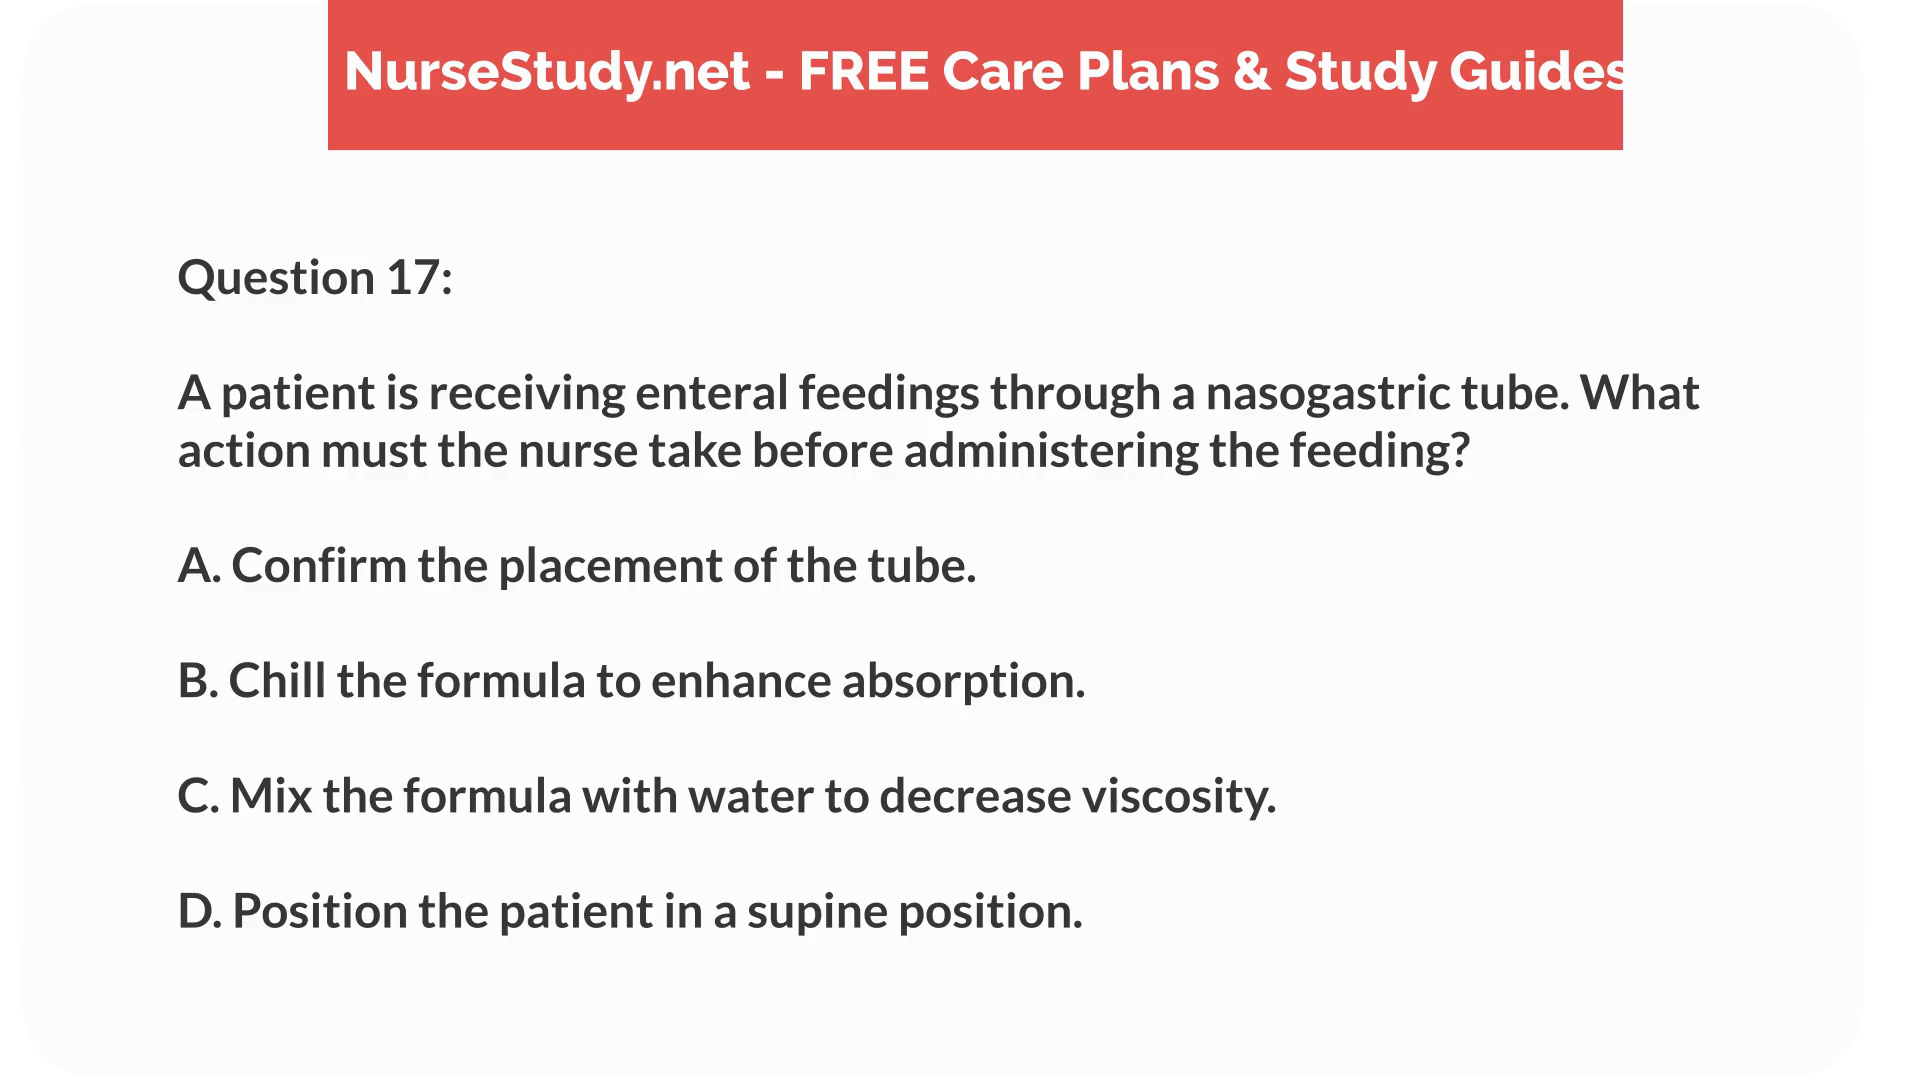 NurseStudy.net - FREE Care Plans & Study Guides
Question 17:
A patient is receiving enteral feedings through a nasogastric tube. What
action must the nurse take before administering the feeding?
A. Confirm the placement of the tube.
B. Chill the formula to enhance absorption.
C. Mix the formula with water to decrease viscosity.
D. Position the patient in a supine position.